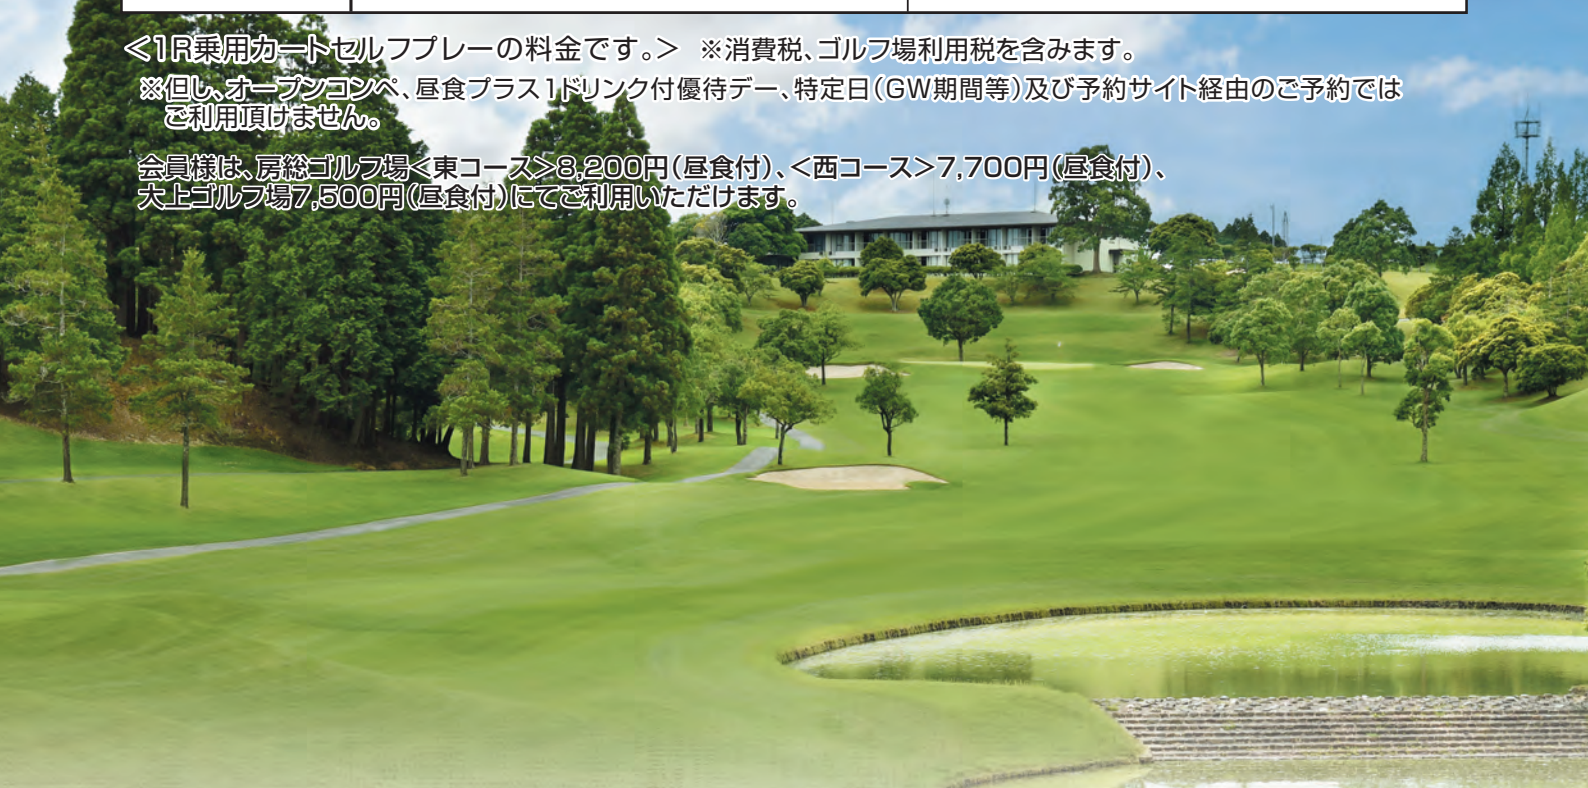 ＜1R乗用カートセルフプレーの料金です。＞ ※消費税、ゴルフ場利用税を含みます。
※但し、オープンコンペ、昼食プラス1ドリンク付優待デー、特定日（GW期間等）及び予約サイト経由のご予約では
ご利用頂けません。
会員様は、房総ゴルフ場＜東コース＞8,200円（昼食付）、＜西コース＞7,700円（昼食付）、
大上ゴルフ場7,500円（昼食付）にてご利用いただけます。